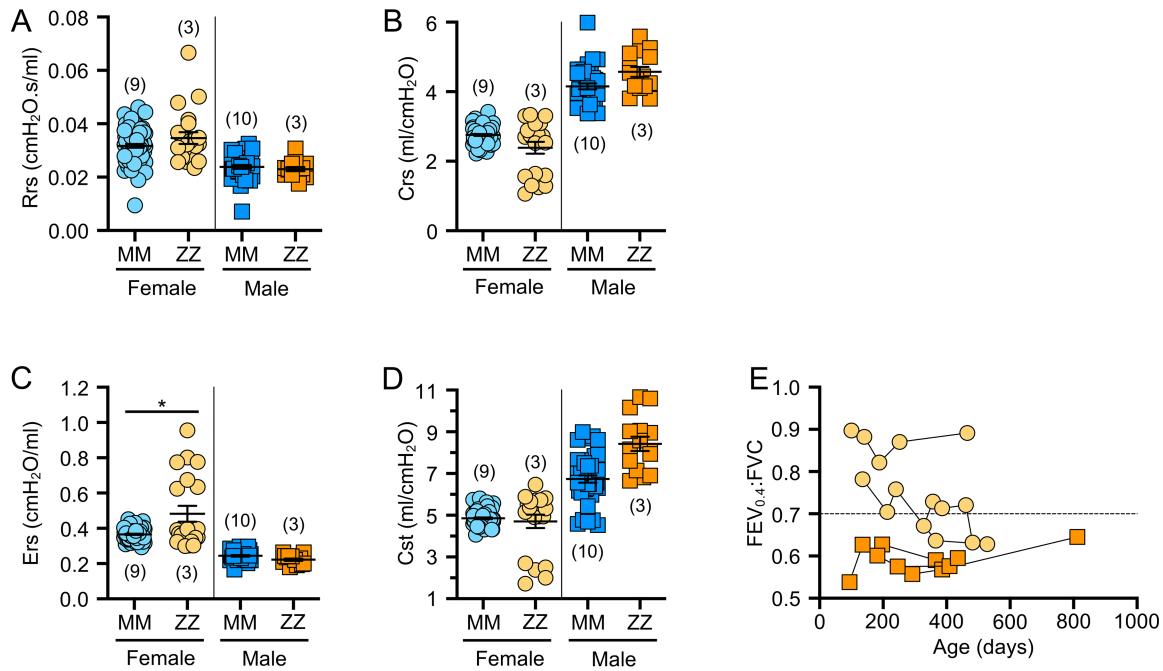 A
Rrs (cmH₂O.s/ml)
0.08
0.06
0.04
0.02
0.00
(9)
(3)
(10)
(3)
MM ZZ MM ZZ
Female Male
B
Crs (ml/cmH₂O)
6
4
2
0
(9)
(3)
(10)
(3)
MM ZZ MM ZZ
Female Male
C
Ers (cmH₂O/ml)
1.2
1.0
0.8
0.6
0.4
0.2
0.0
*
(9)
(3)
(10)
(3)
MM ZZ MM ZZ
Female Male
D
Cst (ml/cmH₂O)
11
9
7
5
3
1
(9)
(3)
(10)
(3)
MM ZZ MM ZZ
Female Male
E
FEV₀.₄:FVC
1.0
0.9
0.8
0.7
0.6
0.5
0 200 400 600 800 1000
Age (days)